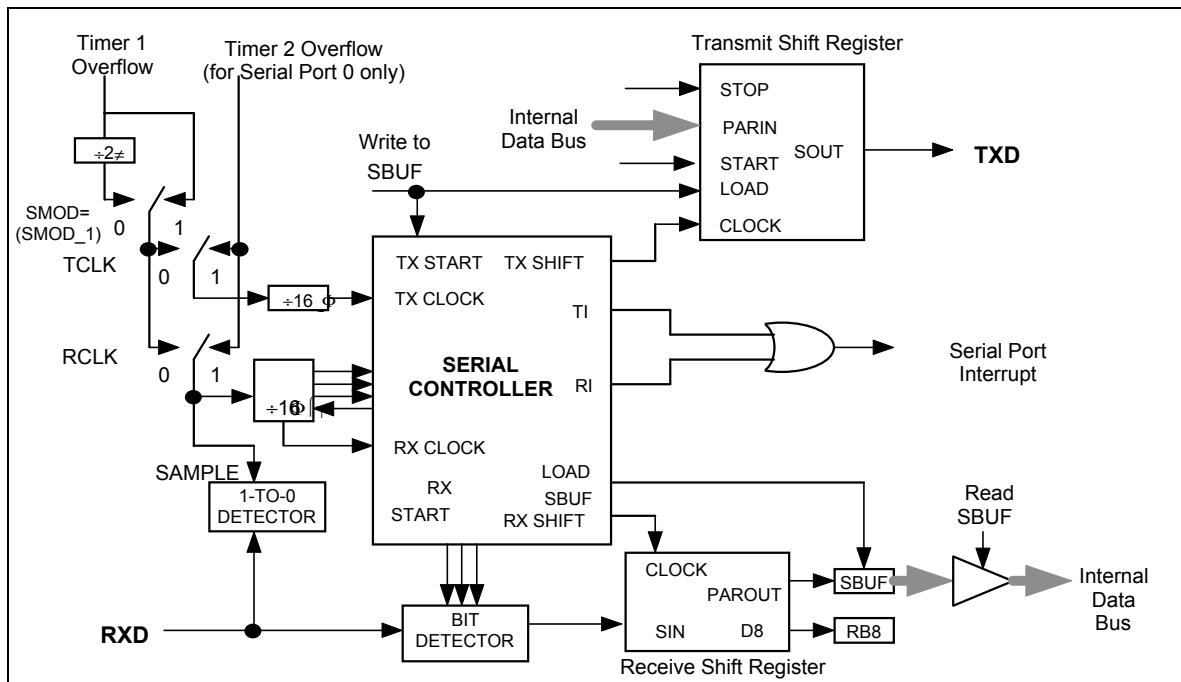 Timer 1
Overflow
Timer 2 Overflow
(for Serial Port 0 only)
Transmit Shift Register
STOP
PARIN
SOUT
START
LOAD
CLOCK
Internal
Data Bus
TXD
Write to
SBUF
÷2
SMOD=
(SMOD_1)
0
1
TCLK
0
1
÷16
RCLK
0
1
÷16
SAMPLE
1-TO-0
DETECTOR
TX START
TX SHIFT
TX CLOCK
TI
SERIAL
CONTROLLER
RI
RX CLOCK
LOAD
SBUF
RX
START
RX SHIFT
Serial Port
Interrupt
Read
SBUF
CLOCK
PAROUT
SIN
D8
SBUF
RB8
Internal
Data
Bus
RXD
BIT
DETECTOR
Receive Shift Register